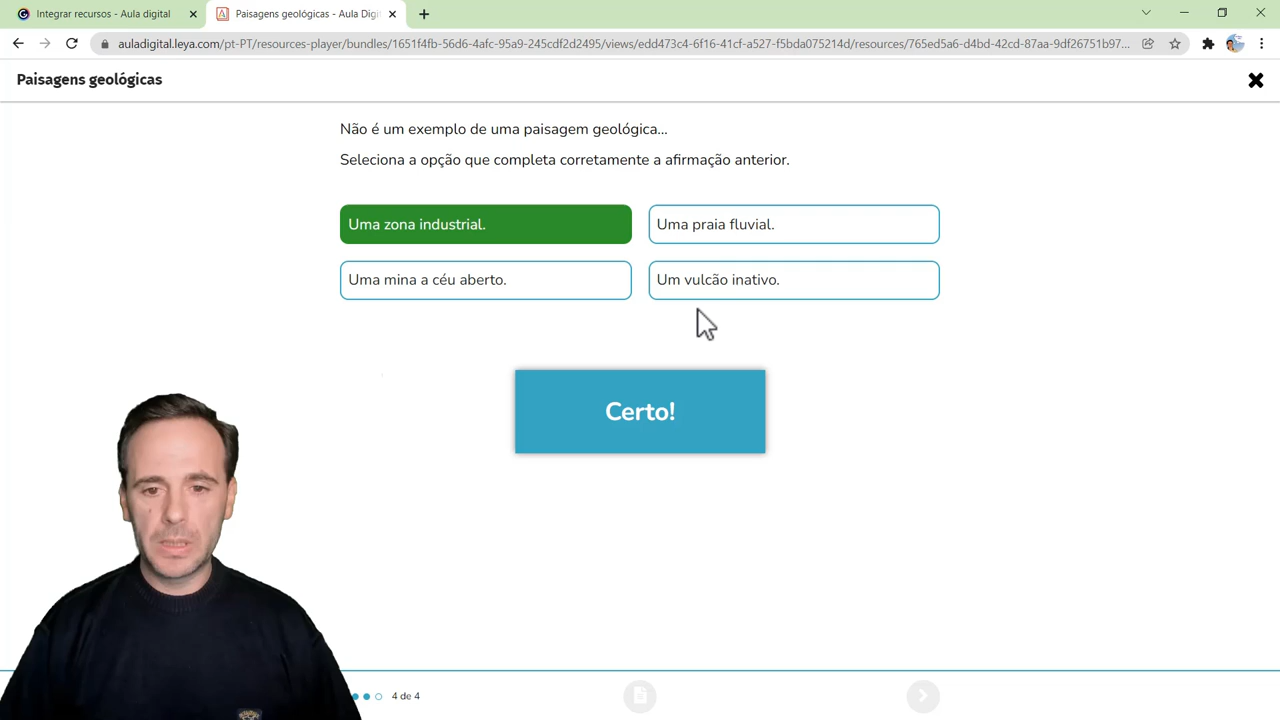 Integrar recursos - Aula digital
Paisagens geológicas - Aula Digi
auladigital.leya.com/pt-PT/resources-player/bundles/1651f4fb-56d6-4afc-95e9-245cdf2d2495/views/edd473c4-6f16-41cf-a527-f5bda075214d/resources/765ed5a6-d4bd-42cd-87aa-9df26751b97...
Paisagens geológicas
Não é um exemplo de uma paisagem geológica...
Seleciona a opção que completa corretamente a afirmação anterior.
Uma zona industrial.
Uma praia fluvial.
Uma mina a céu aberto.
Um vulcão inativo.
Certo!
4 de 4